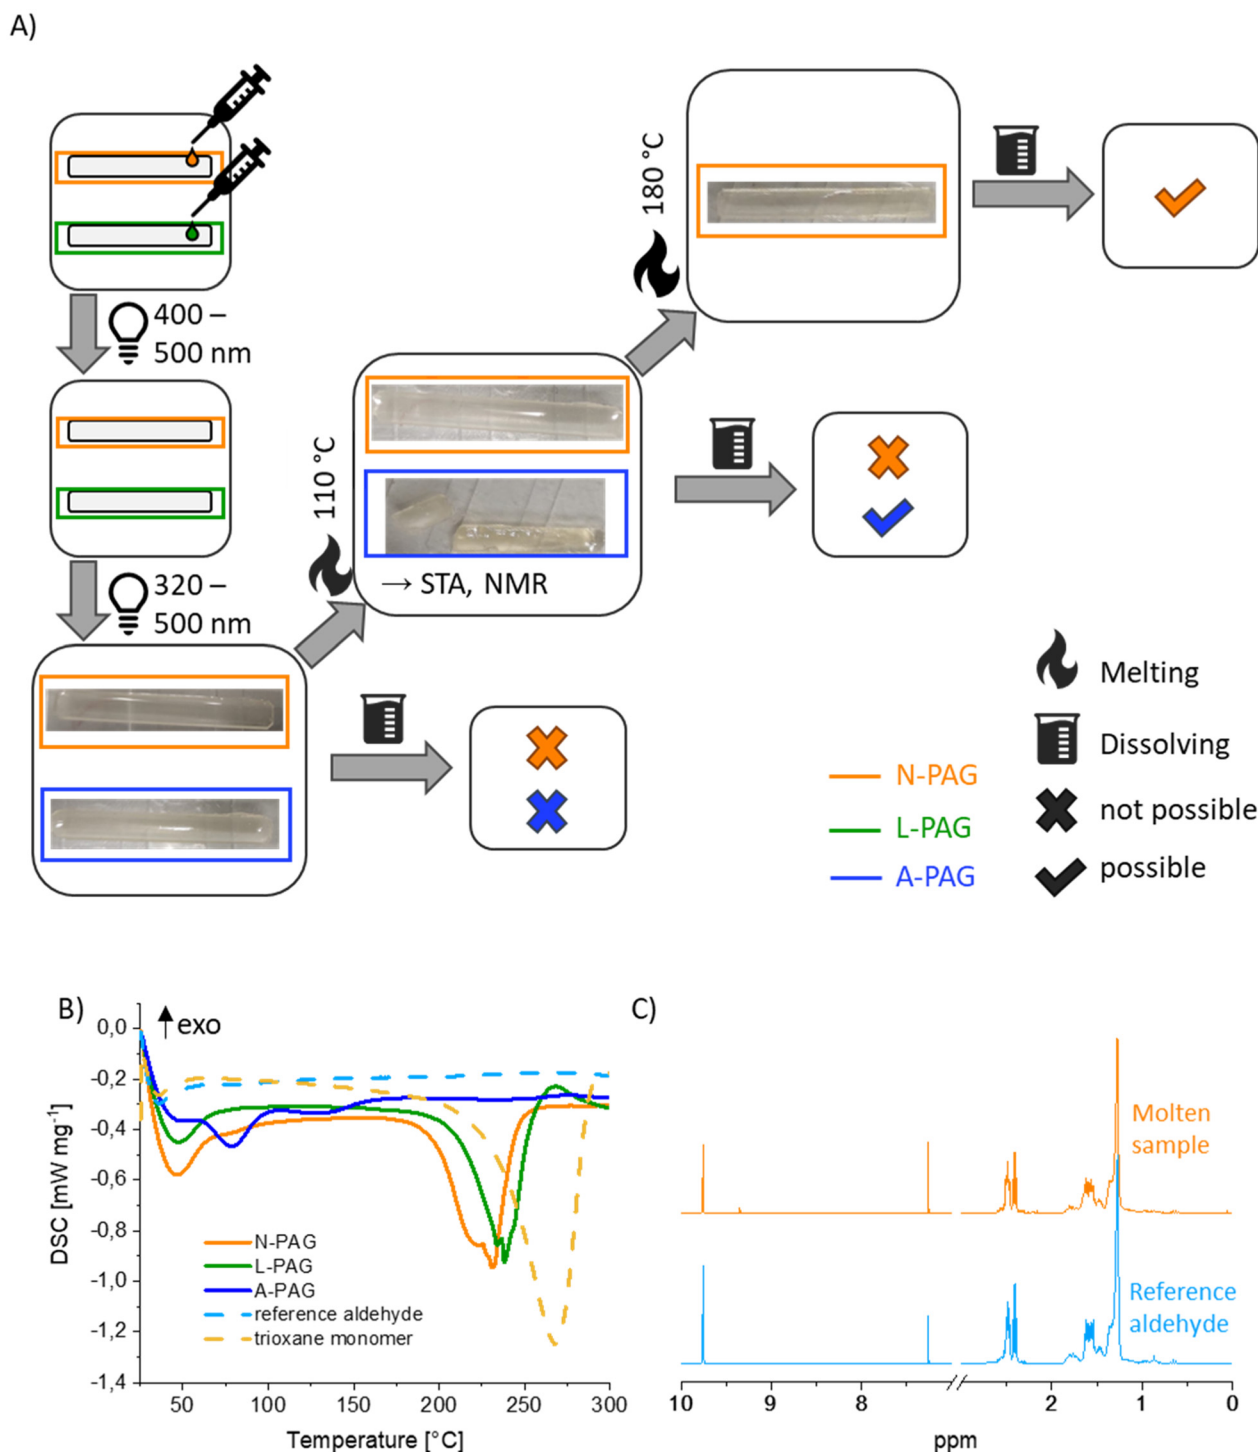 A)
180 °C
400 –
500 nm
110 °C
→ STA, NMR
320 –
500 nm
Melting
Dissolving
not possible
possible
N-PAG
L-PAG
A-PAG
B)
exo
0,0
-0,2
-0,4
-0,6
-0,8
-1,0
-1,2
-1,4
DSC [mW mg⁻¹]
N-PAG
L-PAG
A-PAG
reference aldehyde
trioxane monomer
50
100
150
200
250
300
Temperature [°C]
C)
Molten
sample
Reference
aldehyde
10
9
8
2
1
0
ppm